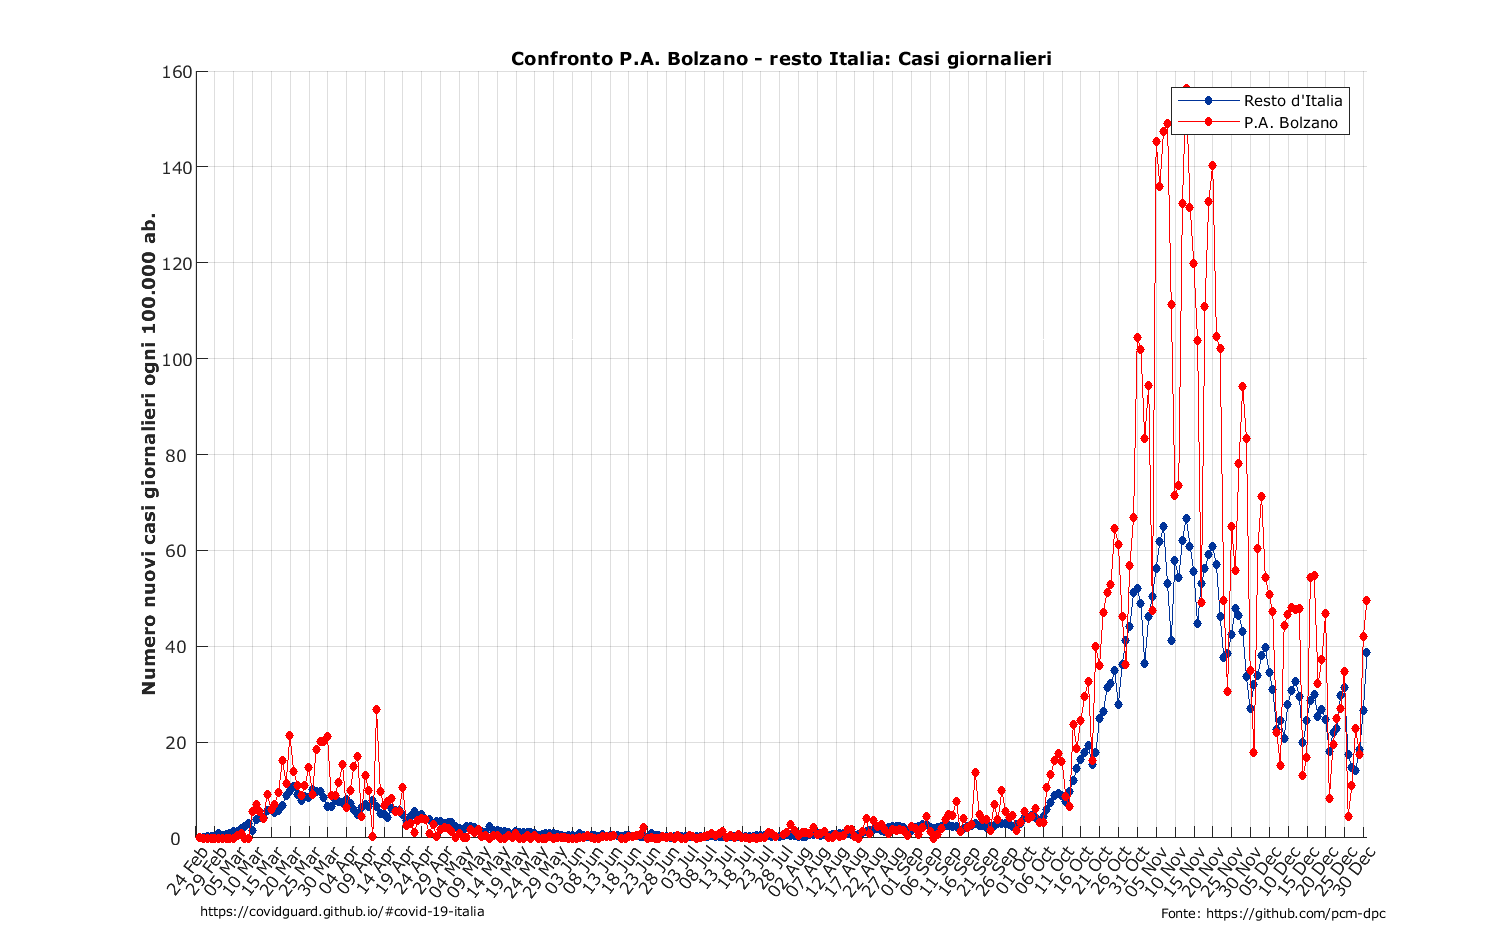 Confronto P.A. Bolzano - resto Italia: Casi giornalieri
Numero nuovi casi giornalieri ogni 100.000 ab.
160
140
120
100
80
60
40
20
0
Resto d'Italia
P.A. Bolzano
24 Feb
29 Feb
05 Mar
10 Mar
15 Mar
20 Mar
25 Mar
30 Mar
04 Apr
09 Apr
14 Apr
19 Apr
24 Apr
29 Apr
04 May
09 May
14 May
19 May
24 May
29 May
03 Jun
08 Jun
13 Jun
18 Jun
23 Jun
28 Jun
03 Jul
08 Jul
13 Jul
18 Jul
23 Jul
28 Jul
02 Aug
07 Aug
12 Aug
17 Aug
22 Aug
27 Aug
01 Sep
06 Sep
11 Sep
16 Sep
21 Sep
26 Sep
01 Oct
06 Oct
11 Oct
16 Oct
21 Oct
26 Oct
31 Oct
05 Nov
10 Nov
15 Nov
20 Nov
25 Nov
30 Nov
05 Dec
10 Dec
15 Dec
20 Dec
25 Dec
30 Dec
https://covidguard.github.io/#covid-19-italia
Fonte: https://github.com/pcm-dpc